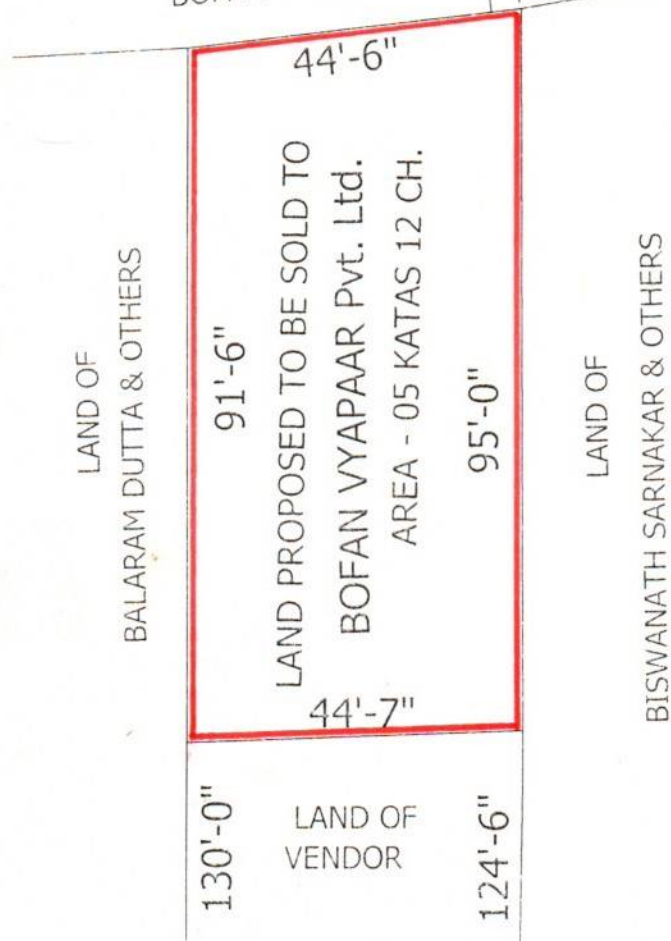 44'-6"
LAND OF
BALARAM DUTTA & OTHERS
91'-6"
LAND PROPOSED TO BE SOLD TO
BOFAN VYAPAAR Pvt. Ltd.
AREA - 05 KATAS 12 CH.
95'-0"
LAND OF
BISWANATH SARNAKAR & OTHERS
44'-7"
130'-0"
LAND OF
VENDOR
124'-6"